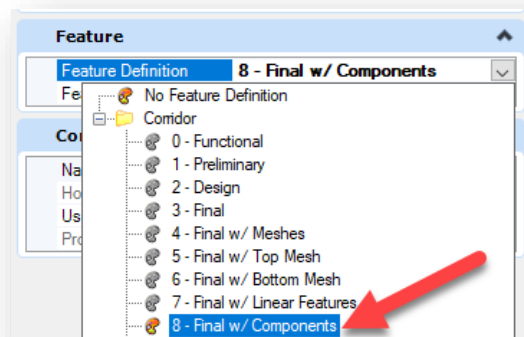 Feature
Feature Definition 8 - Final w/ Components
Fe
No Feature Definition
Corridor
Co
0 - Functional
1 - Preliminary
Na
2 - Design
Ho
3 - Final
Us
4 - Final w/ Meshes
Pro
5 - Final w/ Top Mesh
6 - Final w/ Bottom Mesh
7 - Final w/ Linear Features
8 - Final w/ Components